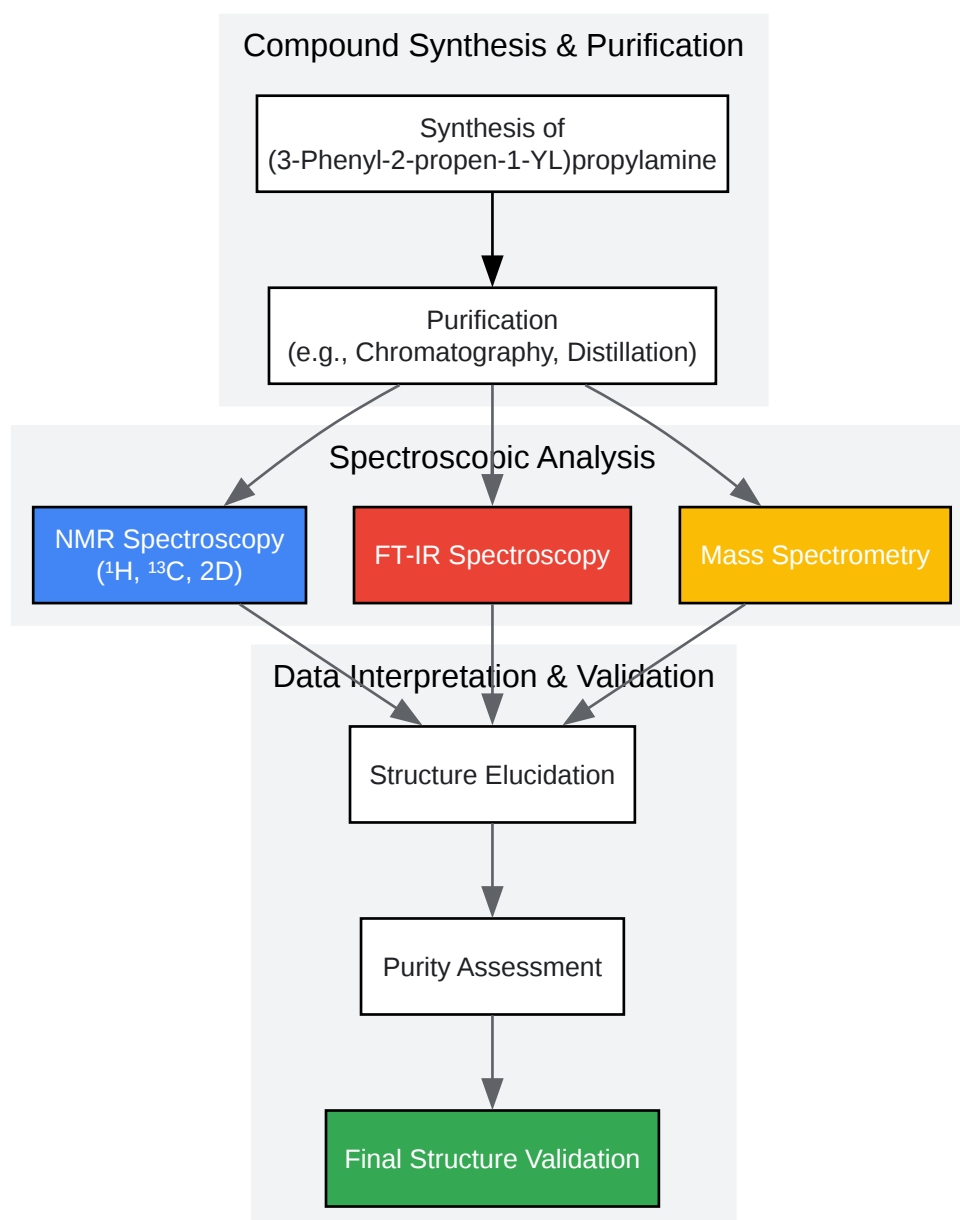 Compound Synthesis & Purification
Synthesis of
(3-Phenyl-2-propen-1-YL)propylamine
Purification
(e.g., Chromatography, Distillation)
Spectroscopic Analysis
NMR Spectroscopy
(¹H, ¹³C, 2D)
FT-IR Spectroscopy
Mass Spectrometry
Data Interpretation & Validation
Structure Elucidation
Purity Assessment
Final Structure Validation